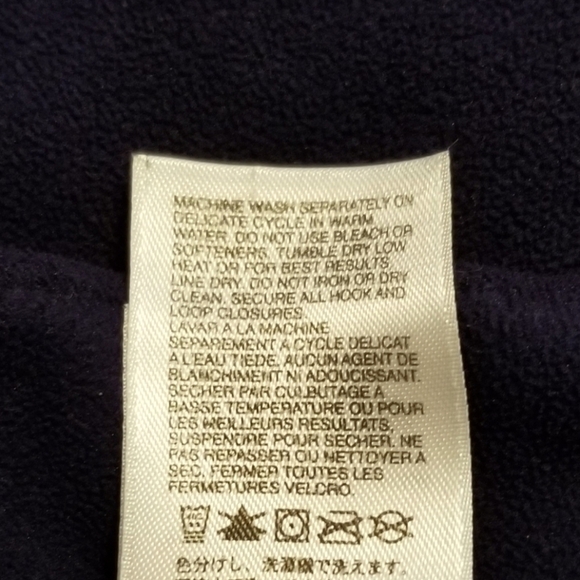 MACHINE WASH SEPARATELY ON
DELICATE CYCLE IN WARM
WATER. DO NOT USE BLEACH OR
SOFTENERS. TUMBLE DRY LOW
HEAT OR FOR BEST RESULTS
LINE DRY. DO NOT IRON OR DRY
CLEAN. SECURE ALL HOOK AND
LOOP CLOSURES.
LAVAR A LA MACHINE
SEPAREMENT A CYCLE DELICAT
A L'EAU TIEDE. AUCUN AGENT DE
BLANCHIMENT NI ADOUCISSANT.
SECHER PAR CULBUTAGE A
BASSE TEMPERATURE OU POUR
LES MEILLEURS RESULTATS,
SUSPENDRE POUR SECHER. NE
PAS REPASSER OU NETTOYER A
SEC. FERMER TOUTES LES
FERMETURES VELCRO.
色分けし、洗濯機で洗えます。